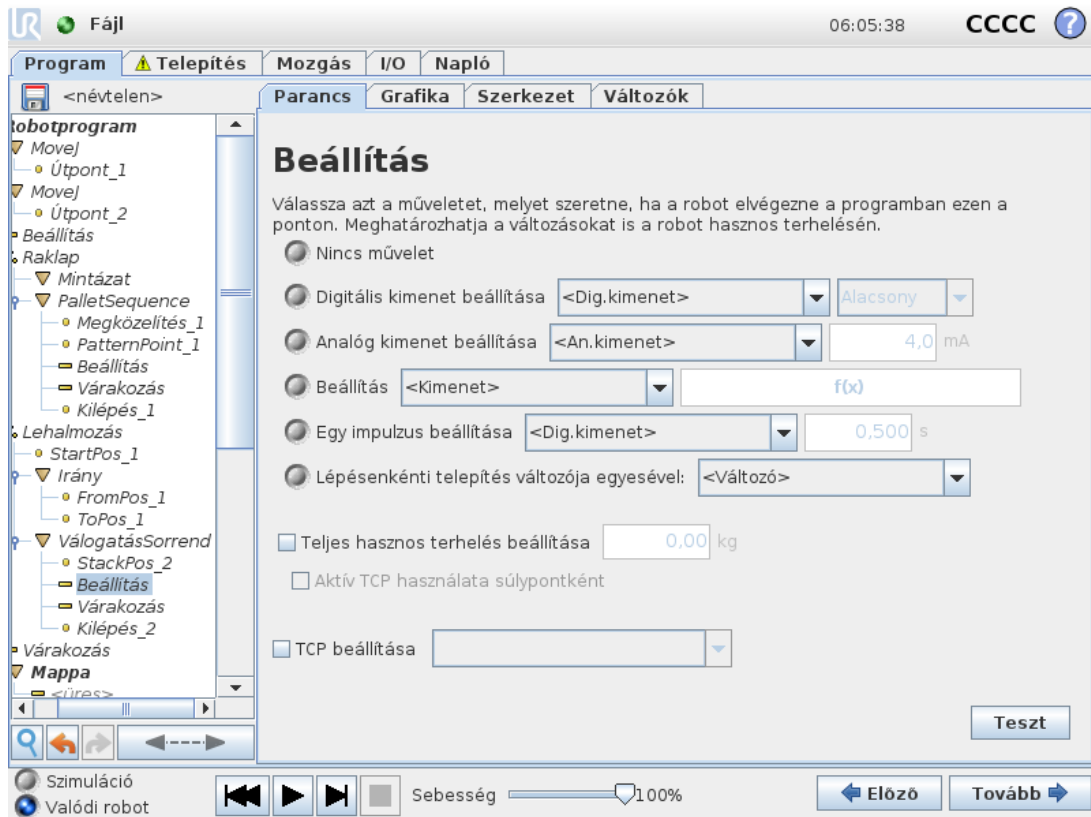 UR Fájl 06:05:38 CCCC ?
Program Telepítés Mozgás I/O Napló
<névtelen> Parancs Grafika Szerkezet Változók
Robotprogram
MoveJ
Útpont_1
MoveJ
Útpont_2
Beállítás
Raklap
Mintázat
PalletSequence
Megközelítés_1
PatternPoint_1
Beállítás
Várakozás
Kilépés_1
Lehalmozás
StartPos_1
Irány
FromPos_1
ToPos_1
VálogatásSorrend
StackPos_2
Beállítás
Várakozás
Kilépés_2
Várakozás
Mappa
<üres>
Beállítás
Válassza azt a műveletet, melyet szeretne, ha a robot elvégezne a programban ezen a
ponton. Meghatározhatja a változásokat is a robot hasznos terhelésén.
Nincs művelet
Digitális kimenet beállítása <Dig.kimenet> Alacsony
Analóg kimenet beállítása <An.kimenet> 4,0 mA
Beállítás <Kimenet> f(x)
Egy impulzus beállítása <Dig.kimenet> 0,500 s
Lépésenkénti telepítés változója egyesével: <Változó>
Teljes hasznos terhelés beállítása 0,00 kg
Aktív TCP használata súlypontként
TCP beállítása
Teszt
Szimuláció
Valódi robot
Sebesség 100%
Előző Tovább